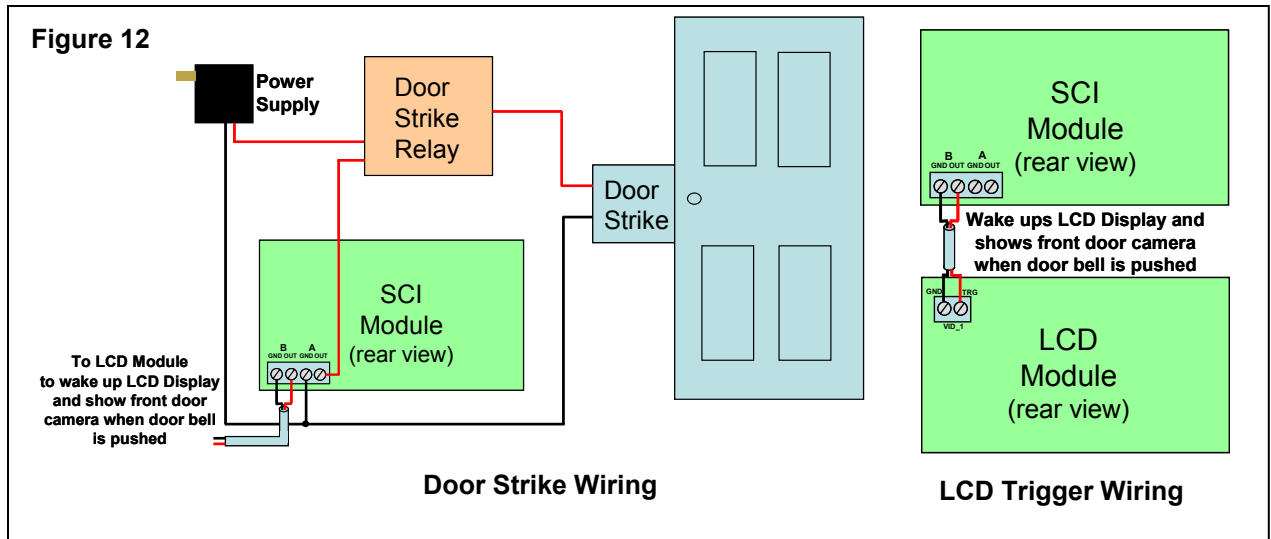 Figure 12
Power
Supply
Door
Strike
Relay
Door
Strike
SCI
Module
(rear view)
B A
GND OUT GND OUT
To LCD Module
to wake up LCD Display
and show front door
camera when door bell
is pushed
Door Strike Wiring
SCI
Module
(rear view)
B A
GND OUT GND OUT
Wake ups LCD Display and
shows front door camera
when door bell is pushed
GND TRG
VID_1
LCD
Module
(rear view)
LCD Trigger Wiring